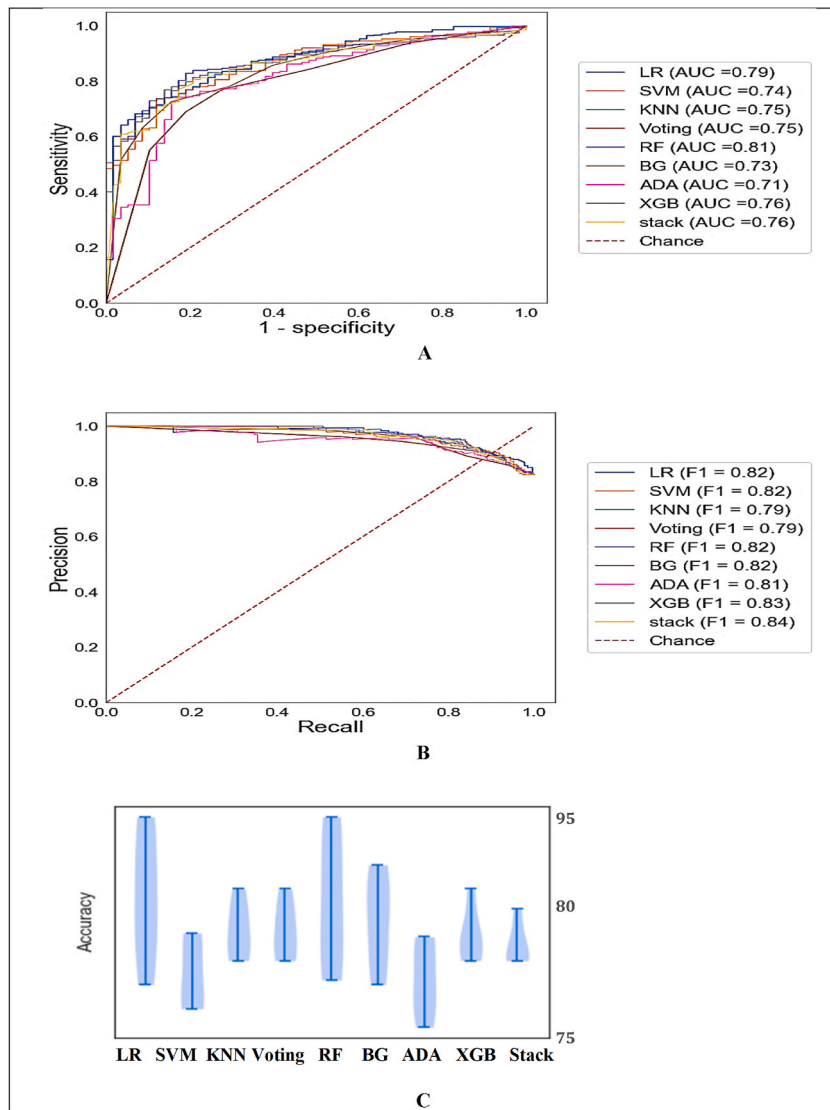 1.0
0.8
0.6
0.4
0.2
0.0
Sensitivity
0.0 0.2 0.4 0.6 0.8 1.0
1 - specificity
LR (AUC =0.79)
SVM (AUC =0.74)
KNN (AUC =0.75)
Voting (AUC =0.75)
RF (AUC =0.81)
BG (AUC =0.73)
ADA (AUC =0.71)
XGB (AUC =0.76)
stack (AUC =0.76)
Chance
A
1.0
0.8
0.6
0.4
0.2
0.0
Precision
0.0 0.2 0.4 0.6 0.8 1.0
Recall
LR (F1 = 0.82)
SVM (F1 = 0.82)
KNN (F1 = 0.79)
Voting (F1 = 0.79)
RF (F1 = 0.82)
BG (F1 = 0.82)
ADA (F1 = 0.81)
XGB (F1 = 0.83)
stack (F1 = 0.84)
Chance
B
Accuracy
95
80
75
LR SVM KNN Voting RF BG ADA XGB Stack
C